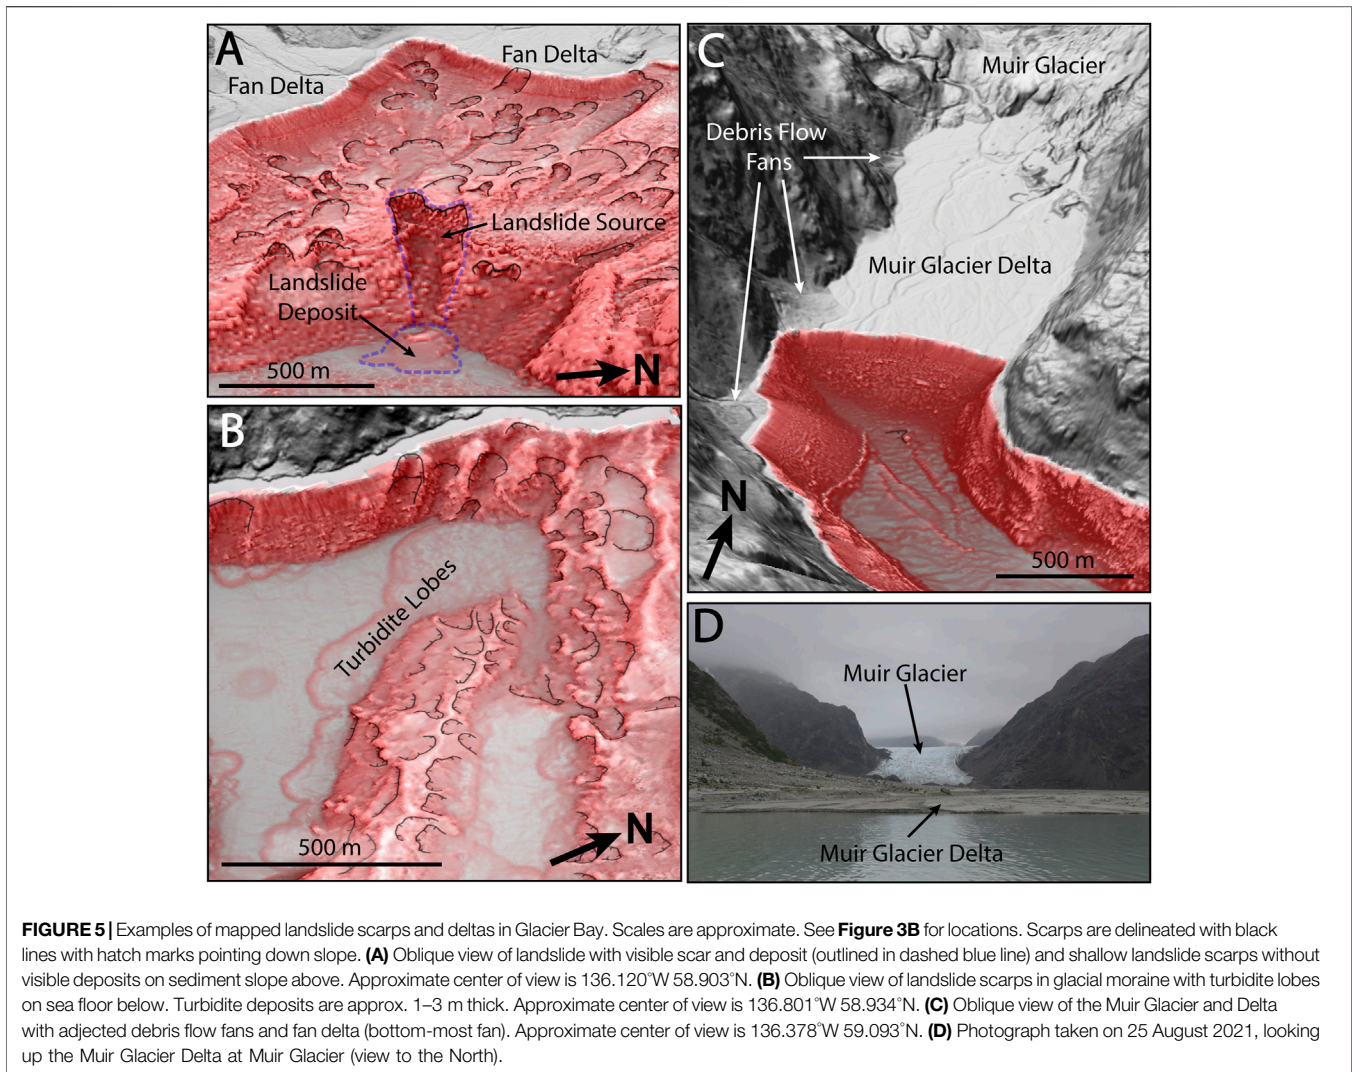 A
Fan Delta
Fan Delta
Landslide Source
Landslide
Deposit
500 m
N
B
Turbidite Lobes
500 m
N
C
Muir Glacier
Debris Flow
Fans
Muir Glacier Delta
N
500 m
D
Muir Glacier
Muir Glacier Delta
FIGURE 5 | Examples of mapped landslide scarps and deltas in Glacier Bay. Scales are approximate. See Figure 3B for locations. Scarps are delineated with black
lines with hatch marks pointing down slope. (A) Oblique view of landslide with visible scar and deposit (outlined in dashed blue line) and shallow landslide scarps without
visible deposits on sediment slope above. Approximate center of view is 136.120°W 58.903°N. (B) Oblique view of landslide scarps in glacial moraine with turbidite lobes
on sea floor below. Turbidite deposits are approx. 1–3 m thick. Approximate center of view is 136.801°W 58.934°N. (C) Oblique view of the Muir Glacier and Delta
with adjected debris flow fans and fan delta (bottom-most fan). Approximate center of view is 136.378°W 59.093°N. (D) Photograph taken on 25 August 2021, looking
up the Muir Glacier Delta at Muir Glacier (view to the North).